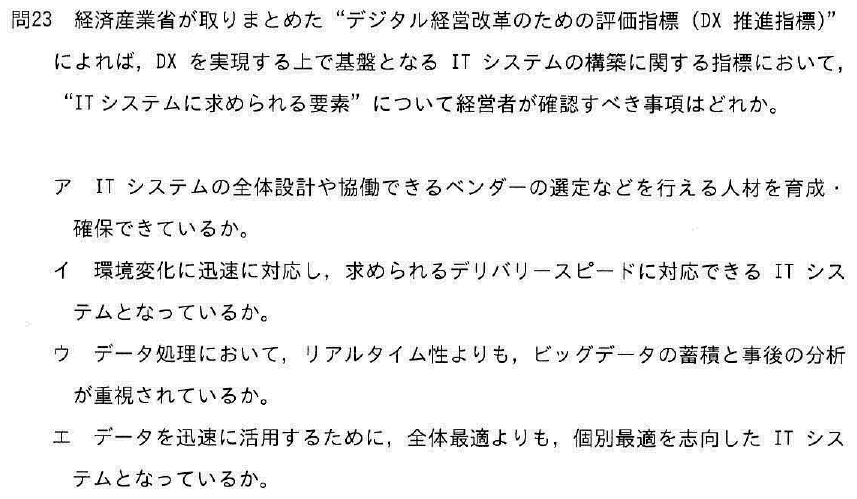 問23 経済産業省が取りまとめた“デジタル経営改革のための評価指標（DX 推進指標）”
によれば，DX を実現する上で基盤となる IT システムの構築に関する指標において，
“ITシステムに求められる要素”について経営者が確認すべき事項はどれか。
ア IT システムの全体設計や協働できるベンダーの選定などを行える人材を育成・
確保できているか。
イ 環境変化に迅速に対応し，求められるデリバリースピードに対応できる IT シス
テムとなっているか。
ウ データ処理において，リアルタイム性よりも，ビッグデータの蓄積と事後の分析
が重視されているか。
エ データを迅速に活用するために，全体最適よりも，個別最適を志向した IT シス
テムとなっているか。